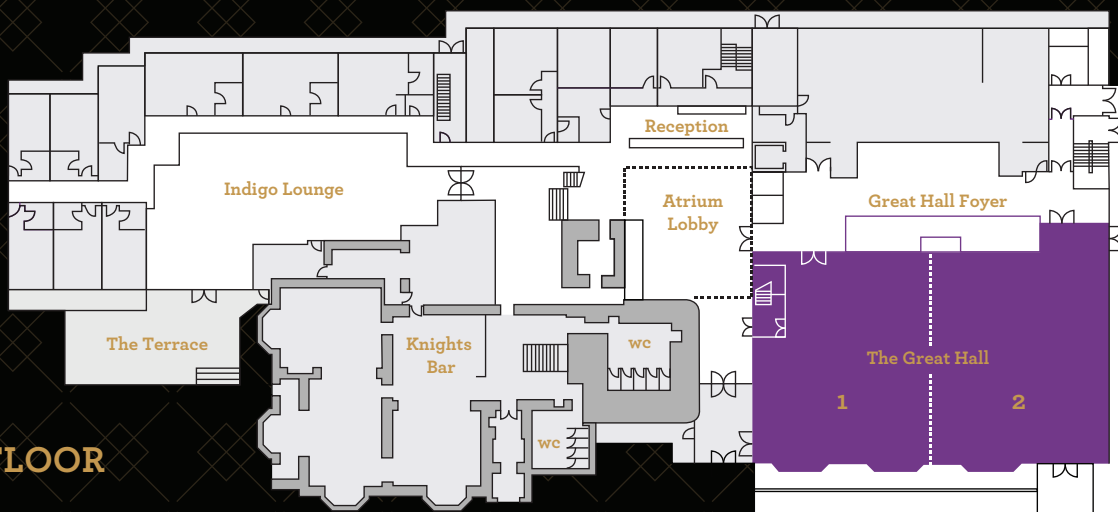 Reception
Indigo Lounge
Atrium
Lobby
Great Hall Foyer
The Terrace
Knights
Bar
wc
The Great Hall
1
2
wc
LOOR